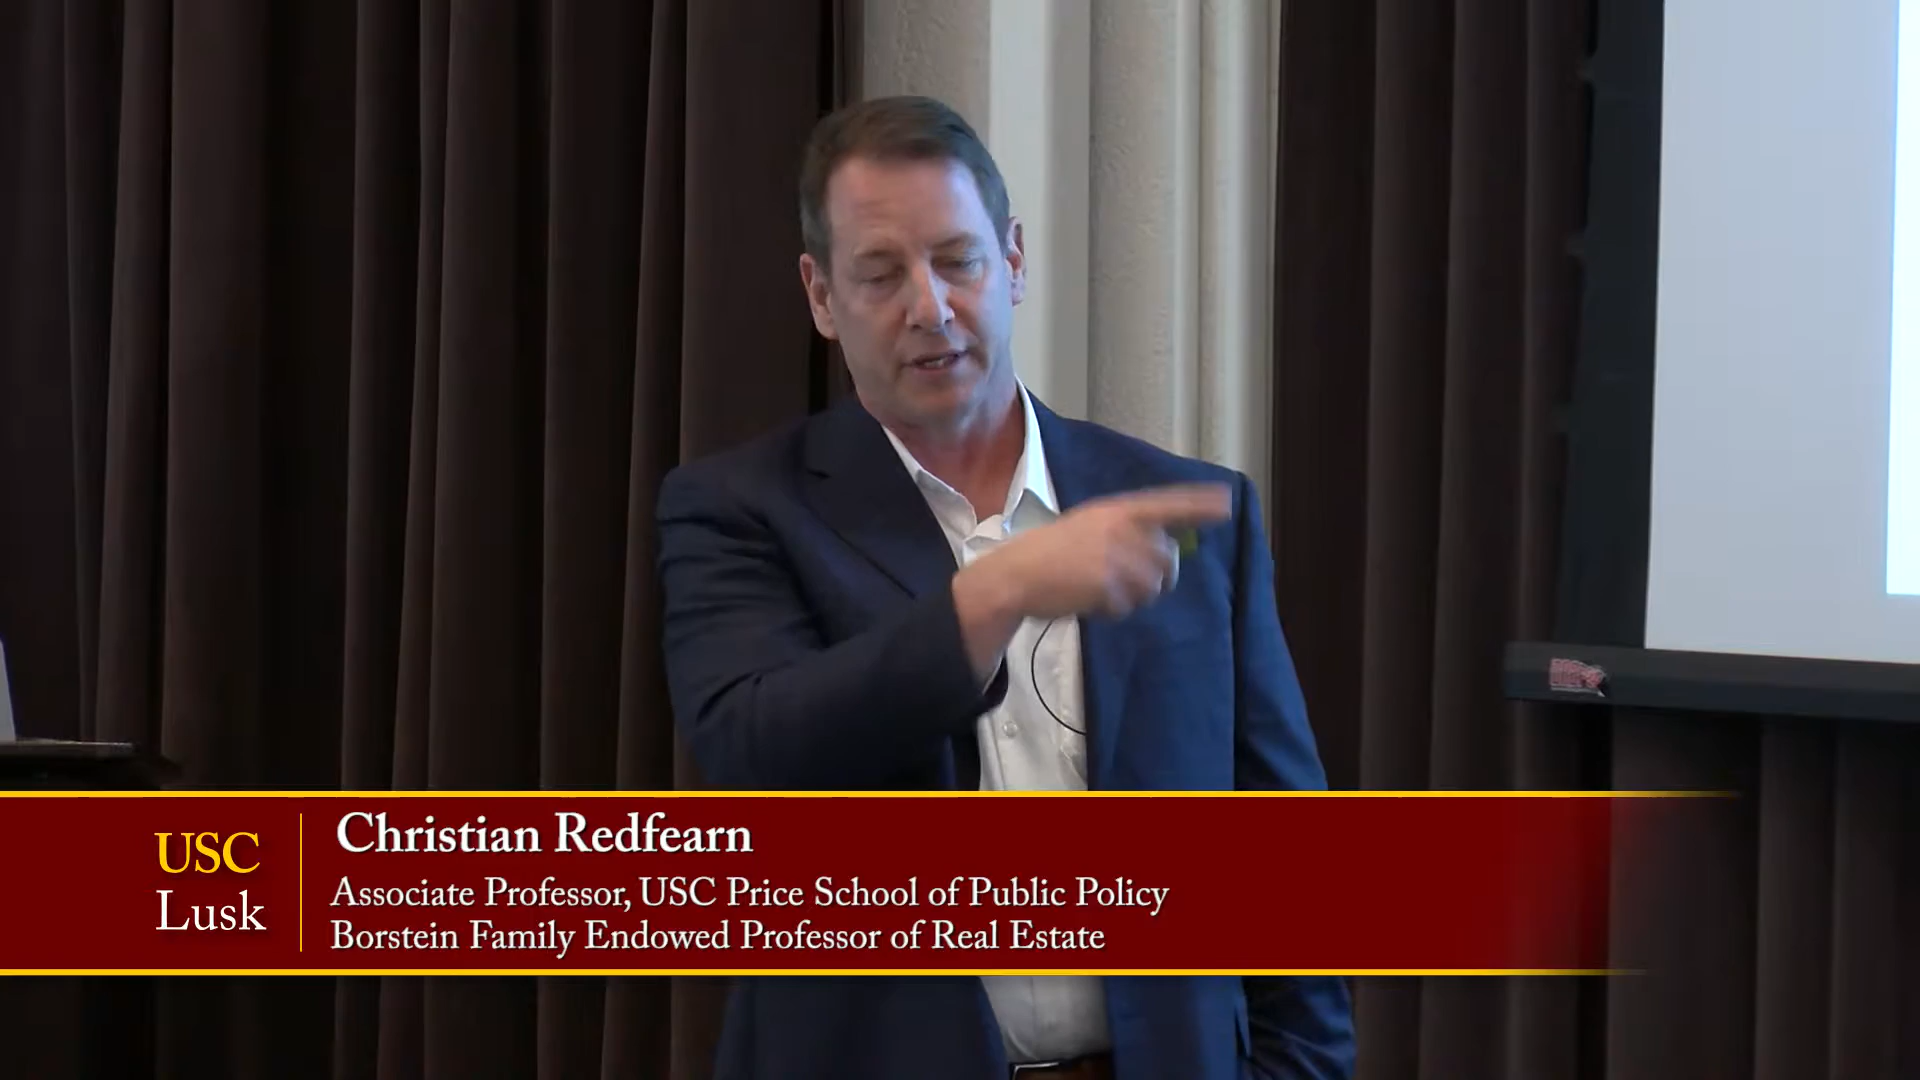 USC
Lusk
Christian Redfearn
Associate Professor, USC Price School of Public Policy
Borstein Family Endowed Professor of Real Estate